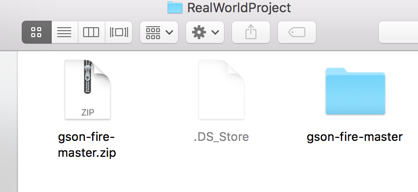 RealWorldProject
ZIP
gson-fire-
master.zip
.DS_Store
gson-fire-master